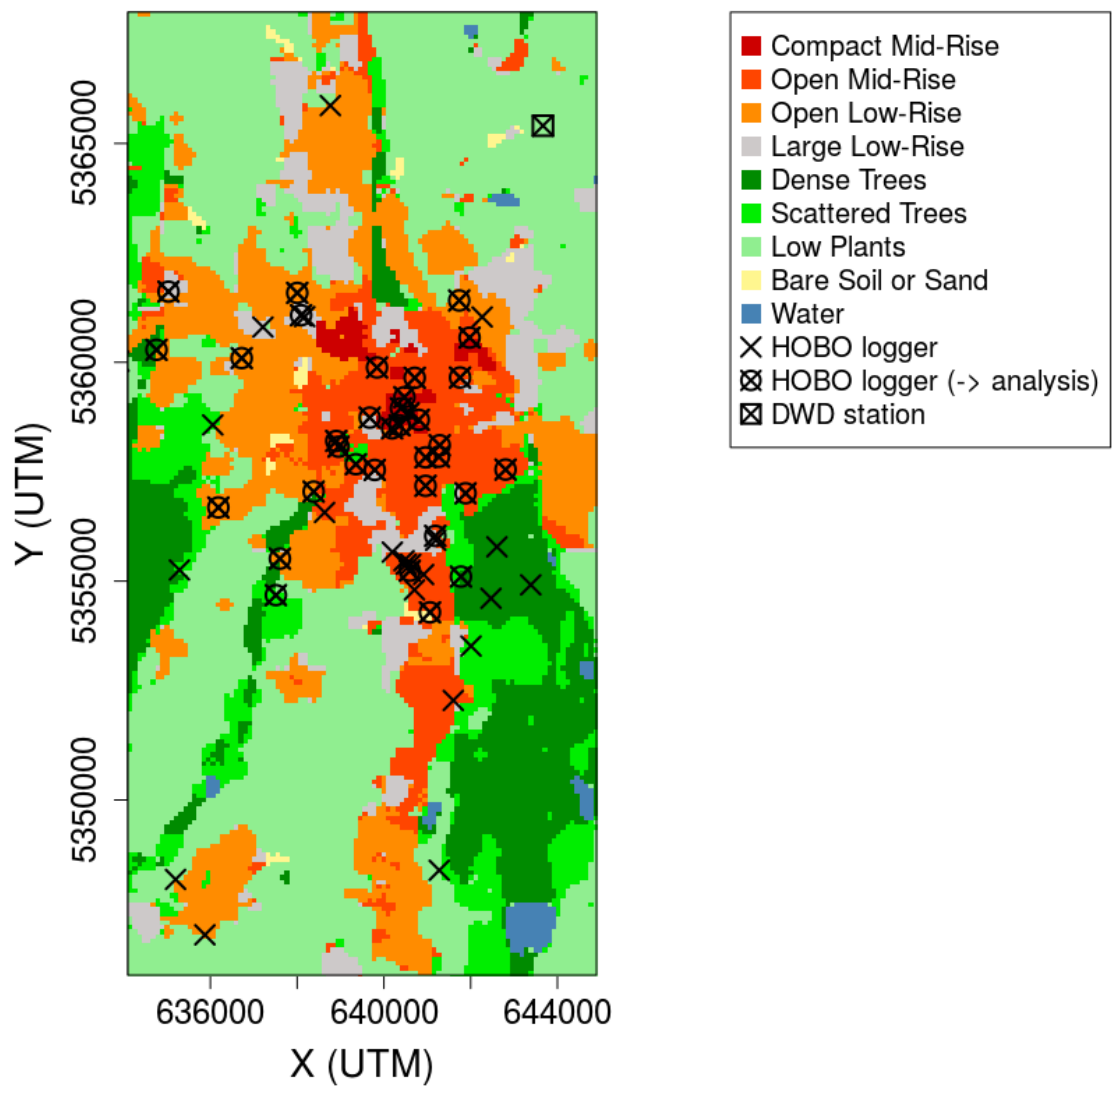 Compact Mid-Rise
Open Mid-Rise
Open Low-Rise
Large Low-Rise
Dense Trees
Scattered Trees
Low Plants
Bare Soil or Sand
Water
HOBO logger
HOBO logger (-> analysis)
DWD station
Y (UTM)
5365000
5360000
5355000
5350000
636000
640000
644000
X (UTM)